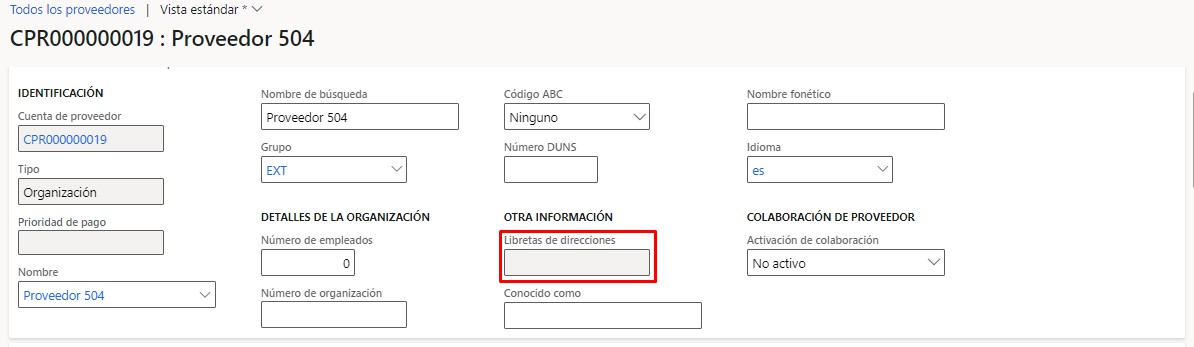 Todos los proveedores | Vista estándar *
CPR000000019 : Proveedor 504
IDENTIFICACIÓN
Cuenta de proveedor
CPR000000019
Tipo
Organización
Prioridad de pago
Nombre
Proveedor 504
Nombre de búsqueda
Proveedor 504
Grupo
EXT
DETALLES DE LA ORGANIZACIÓN
Número de empleados
0
Número de organización
Código ABC
Ninguno
Número DUNS
OTRA INFORMACIÓN
Libretas de direcciones
Conocido como
Nombre fonético
Idioma
es
COLABORACIÓN DE PROVEEDOR
Activación de colaboración
No activo